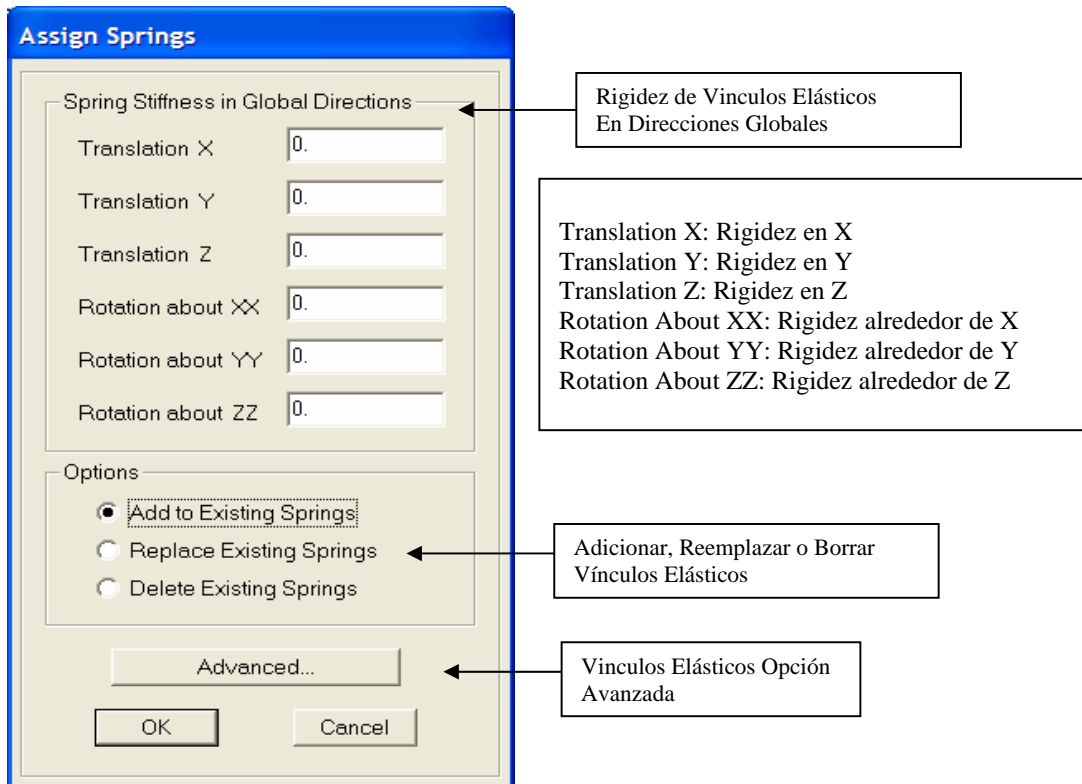 Assign Springs
Spring Stiffness in Global Directions
Translation X
0.
Translation Y
0.
Translation Z
0.
Rotation about XX
0.
Rotation about YY
0.
Rotation about ZZ
0.
Options
Add to Existing Springs
Replace Existing Springs
Delete Existing Springs
Advanced...
OK
Cancel
Rigidez de Vinculos Elásticos
En Direcciones Globales
Translation X: Rigidez en X
Translation Y: Rigidez en Y
Translation Z: Rigidez en Z
Rotation About XX: Rigidez alrededor de X
Rotation About YY: Rigidez alrededor de Y
Rotation About ZZ: Rigidez alrededor de Z
Adicionar, Reemplazar o Borrar
Vínculos Elásticos
Vinculos Elásticos Opción
Avanzada